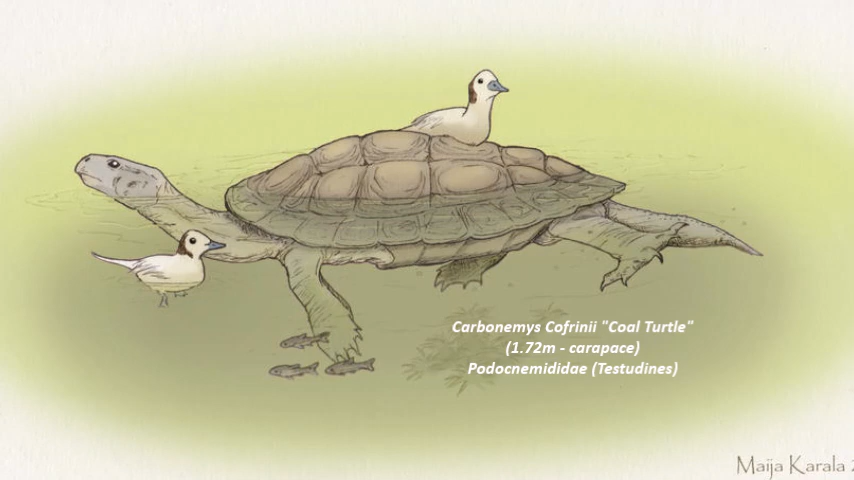 Carbonemys Cofrinii "Coal Turtle"
(1.72m - carapace)
Podocnemididae (Testudines)
Maija Karala